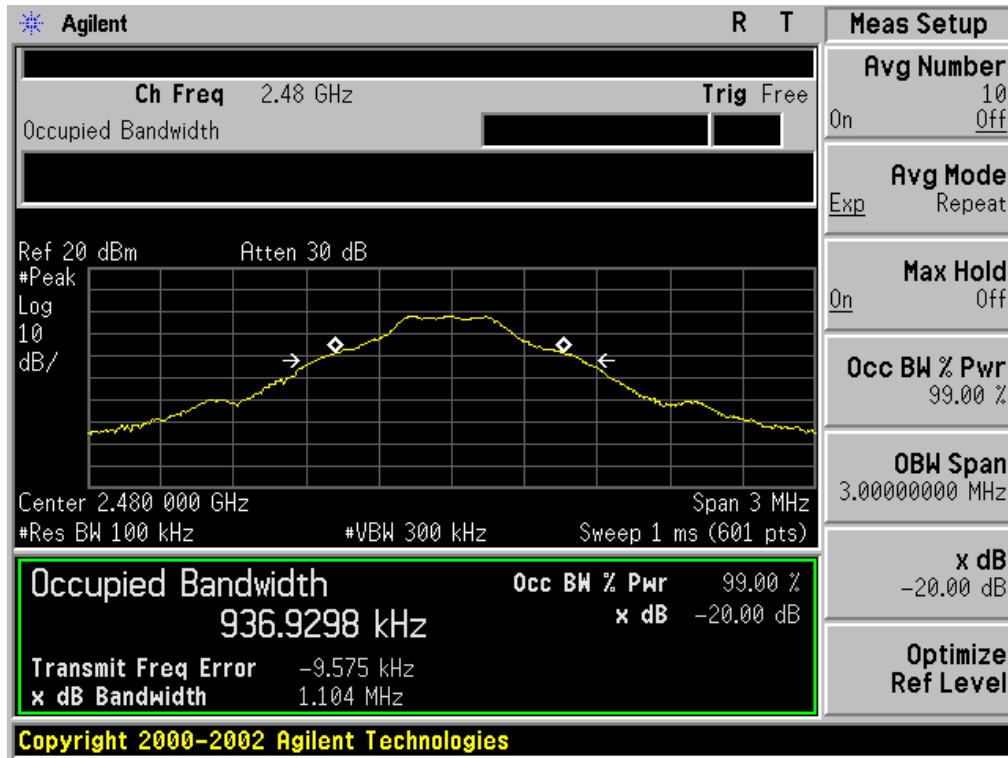 Agilent R T
Ch Freq 2.48 GHz Trig Free
Occupied Bandwidth
Ref 20 dBm Atten 30 dB
#Peak
Log
10
dB/
Center 2.480 000 GHz Span 3 MHz
#Res BW 100 kHz #VBW 300 kHz Sweep 1 ms (601 pts)
Occupied Bandwidth Occ BW % Pwr 99.00 %
936.9298 kHz x dB -20.00 dB
Transmit Freq Error -9.575 kHz
x dB Bandwidth 1.104 MHz
Copyright 2000-2002 Agilent Technologies
Meas Setup
Avg Number
10
On Off
Avg Mode
Exp Repeat
Max Hold
On Off
Occ BW % Pwr
99.00 %
OBW Span
3.00000000 MHz
x dB
-20.00 dB
Optimize
Ref Level